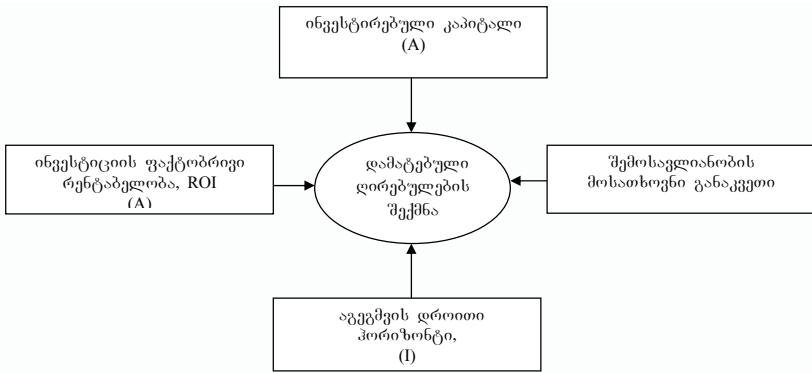 ინვესტირებული კაპიტალი
(A)
ინვესტიციის ფაქტობრივი
რენტაბელობა, ROI
(A)
დამატებული
ღირებულების
შექმნა
შემოსავლიანობის
მოსათხოვნი განაკვეთი
აგეგმვის დროითი
ჰორიზონტი,
(I)